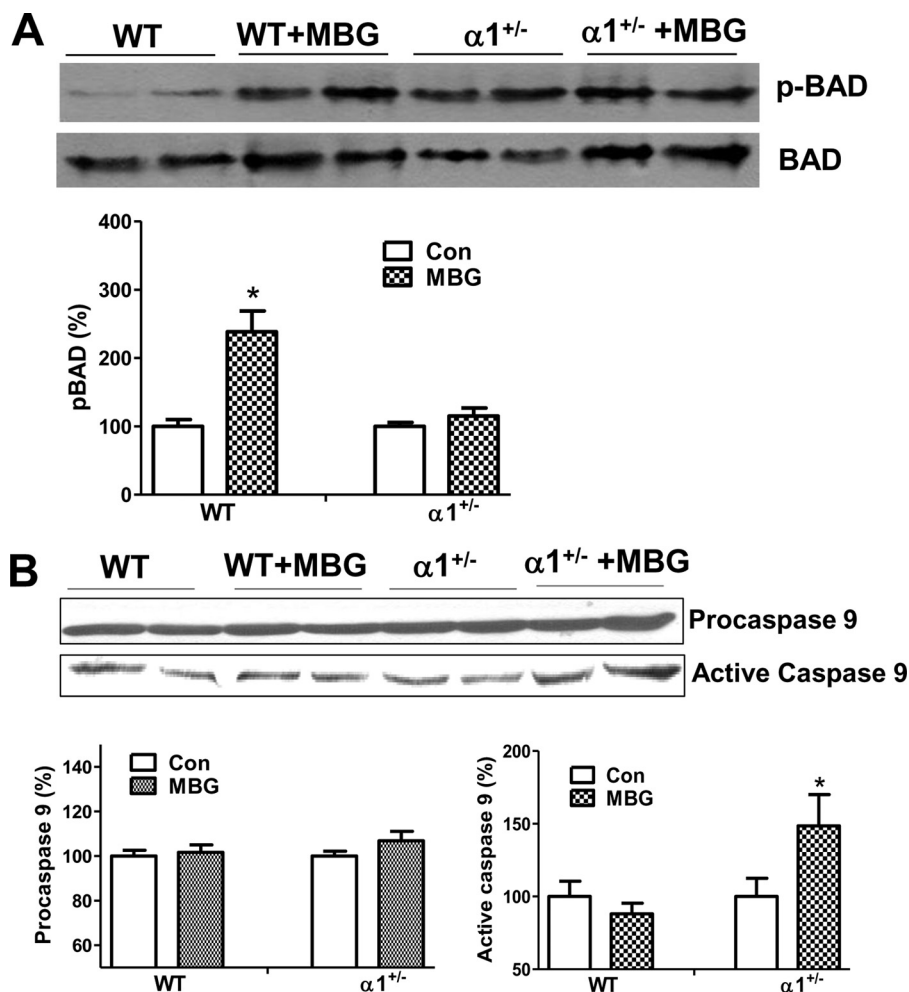 A
WT WT+MBG α1+/- α1+/- +MBG
p-BAD
BAD
400
300
200
100
0
pBAD (%)
Con
MBG
*
WT α1+/-
B
WT WT+MBG α1+/- α1+/- +MBG
Procaspase 9
Active Caspase 9
140
120
100
80
60
Procaspase 9 (%)
Con
MBG
WT α1+/-
200
150
100
50
Active caspase 9 (%)
Con
MBG
*
WT α1+/-